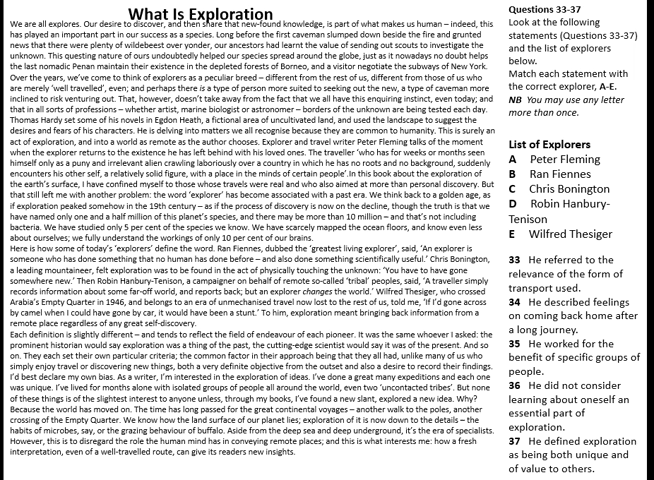 What Is Exploration
We are all explores. Our desire to discover, and then share that new-found knowledge, is part of what makes us human – indeed, this
has played an important part in our success as a species. Long before the first caveman slumped down beside the fire and grunted
news that there were plenty of wildebeest over yonder, our ancestors had learnt the value of sending out scouts to investigate the
unknown. This questing nature of ours undoubtedly helped our species spread around the globe, just as it nowadays no doubt helps
the last nomadic Penan maintain their existence in the depleted forests of Borneo, and a visitor negotiate the subways of New York.
Over the years, we've come to think of explorers as a peculiar breed – different from the rest of us, different from those of us who
are merely 'well travelled', even; and perhaps there is a type of person more suited to seeking out the new, a type of caveman more
inclined to risk venturing out. That, however, doesn't take away from the fact that we all have this enquiring instinct, even today; and
that in all sorts of professions – whether artist, marine biologist or astronomer – borders of the unknown are being tested each day.
Thomas Hardy set some of his novels in Egdon Heath, a fictional area of uncultivated land, and used the landscape to suggest the
desires and fears of his characters. He is delving into matters we all recognise because they are common to humanity. This is surely an
act of exploration, and into a world as remote as the author chooses. Explorer and travel writer Peter Fleming talks of the moment
when the explorer returns to the existence he has left behind with his loved ones. The traveller 'who has for weeks or months seen
himself only as a puny and irrelevant alien crawling laboriously over a country in which he has no roots and no background, suddenly
encounters his other self, a relatively solid figure, with a place in the minds of certain people'.In this book about the exploration of
the earth's surface, I have confined myself to those whose travels were real and who also aimed at more than personal discovery. But
that still left me with another problem: the word 'explorer' has become associated with a past era. We think back to a golden age, as
if exploration peaked somehow in the 19th century – as if the process of discovery is now on the decline, though the truth is that we
have named only one and a half million of this planet's species, and there may be more than 10 million – and that's not including
bacteria. We have studied only 5 per cent of the species we know. We have scarcely mapped the ocean floors, and know even less
about ourselves; we fully understand the workings of only 10 per cent of our brains.
Here is how some of today's 'explorers' define the word. Ran Fiennes, dubbed the 'greatest living explorer', said, 'An explorer is
someone who has done something that no human has done before – and also done something scientifically useful.' Chris Bonington,
a leading mountaineer, felt exploration was to be found in the act of physically touching the unknown: 'You have to have gone
somewhere new.' Then Robin Hanbury-Tenison, a campaigner on behalf of remote so-called 'tribal' peoples, said, 'A traveller simply
records information about some far-off world, and reports back; but an explorer changes the world.' Wilfred Thesiger, who crossed
Arabia's Empty Quarter in 1946, and belongs to an era of unmechanised travel now lost to the rest of us, told me, 'If I'd gone across
by camel when I could have gone by car, it would have been a stunt.' To him, exploration meant bringing back information from a
remote place regardless of any great self-discovery.
Each definition is slightly different – and tends to reflect the field of endeavour of each pioneer. It was the same whoever I asked: the
prominent historian would say exploration was a thing of the past, the cutting-edge scientist would say it was of the present. And so
on. They each set their own particular criteria; the common factor in their approach being that they all had, unlike many of us who
simply enjoy travel or discovering new things, both a very definite objective from the outset and also a desire to record their findings.
I'd best declare my own bias. As a writer, I'm interested in the exploration of ideas. I've done a great many expeditions and each one
was unique. I've lived for months alone with isolated groups of people all around the world, even two 'uncontacted tribes'. But none
of these things is of the slightest interest to anyone unless, through my books, I've found a new slant, explored a new idea. Why?
Because the world has moved on. The time has long passed for the great continental voyages – another walk to the poles, another
crossing of the Empty Quarter. We know how the land surface of our planet lies; exploration of it is now down to the details – the
habits of microbes, say, or the grazing behaviour of buffalo. Aside from the deep sea and deep underground, it's the era of specialists.
However, this is to disregard the role the human mind has in conveying remote places; and this is what interests me: how a fresh
interpretation, even of a well-travelled route, can give its readers new insights.
Questions 33-37
Look at the following
statements (Questions 33-37)
and the list of explorers
below.
Match each statement with
the correct explorer, A-E.
NB You may use any letter
more than once.
List of Explorers
A Peter Fleming
B Ran Fiennes
C Chris Bonington
D Robin Hanbury-
Tenison
E Wilfred Thesiger
33 He referred to the
relevance of the form of
transport used.
34 He described feelings
on coming back home after
a long journey.
35 He worked for the
benefit of specific groups of
people.
36 He did not consider
learning about oneself an
essential part of
exploration.
37 He defined exploration
as being both unique and
of value to others.